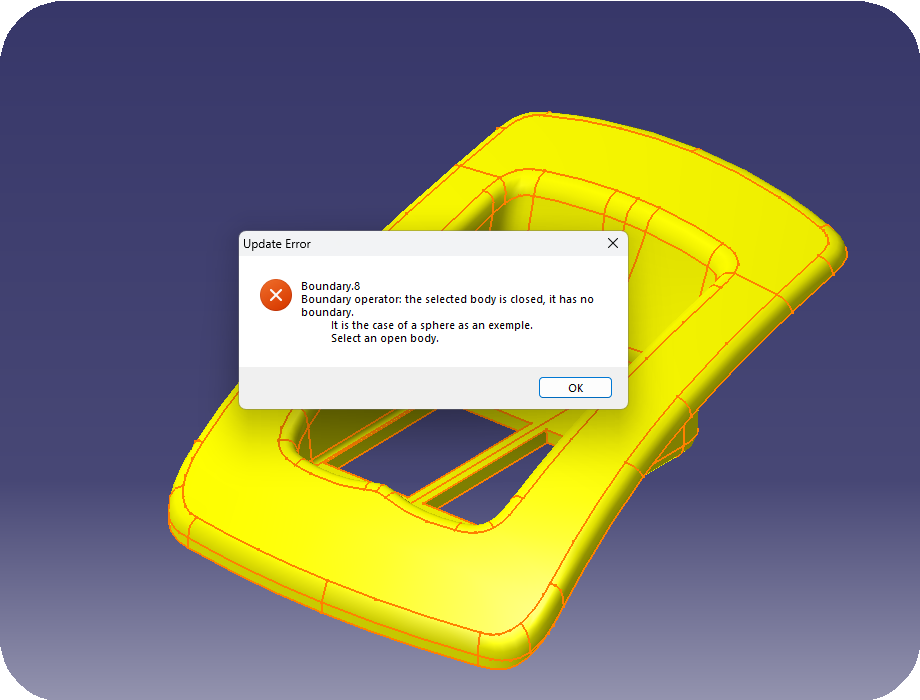 Update Error
Boundary.8
Boundary operator: the selected body is closed, it has no
boundary.
It is the case of a sphere as an exemple.
Select an open body.
OK